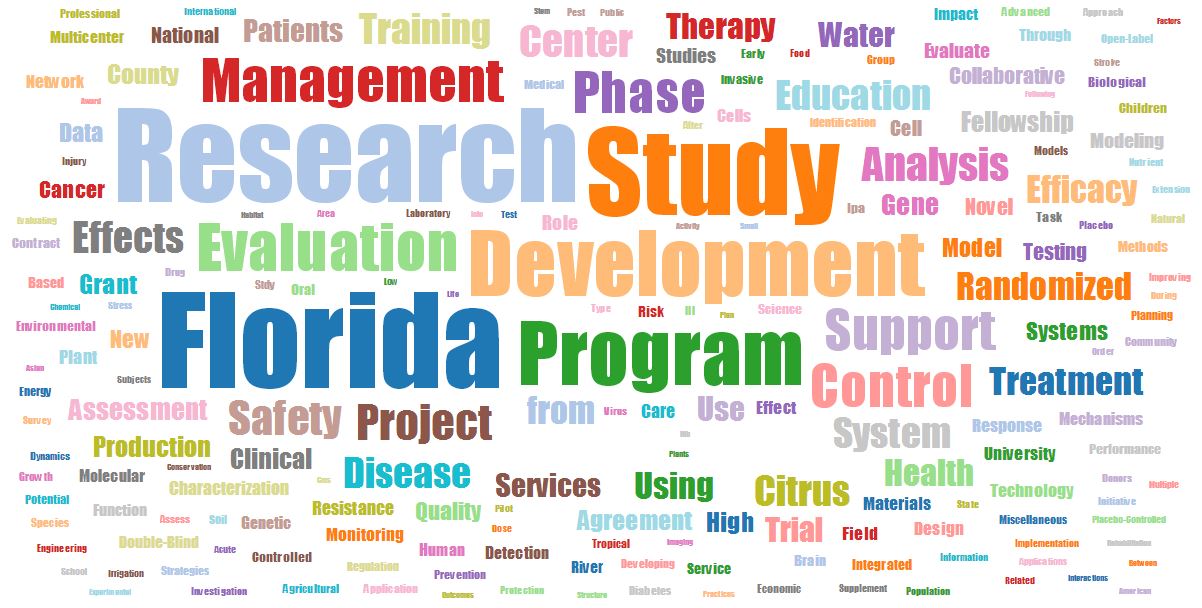 Professional
International
Stem
Pest
Public
Impact
Advanced
Approach
Factors
Multicenter
National
Patients
Training
Center
Therapy
Water
Evaluate
Through
Open-Label
Studies
Early
Food
Group
Stroke
Network
County
Management
Medical
Phase
Invasive
Education
Collaborative
Biological
Award
Following
Children
Data
Research
After
Cells
Identification
Cell
Fellowship
Modeling
Study
Injury
Analysis
Models
Nutrient
Cancer
Efficacy
Extension
Evaluating
Habitat
Area
Laboratory
Info
Test
Role
Activity
Small
Ipa
Gene
Novel
Task
Placebo
Natural
Contract
Effects
Evaluation
Development
Model
Testing
Methods
Based
Grant
Drug
Stdy
Oral
Low
Life
Randomized
Improving
During
Chemical
Stress
Type
Risk
III
Plan
Science
Planning
Environmental
New
Florida
Program
Support
Systems
Community
Plant
Order
Asian
Subjects
Control
Treatment
Energy
Survey
Assessment
Safety
Project
from
Virus
Care
Use
Effect
Mechanisms
Response
System
Production
Clinical
Plants
University
Performance
Dynamics
Conservation
Growth
Molecular
Disease
Services
Using
Citrus
Health
Donors
Multiple
Characterization
Technology
Potential
Function
Resistance
Quality
Pilot
Agreement
High
Materials
State
Initiative
Species
Assess
Soil
Genetic
Monitoring
Dose
Trial
Field
Design
Miscellaneous
Placebo-Controlled
Engineering
Double-Blind
Acute
Controlled
Human
Detection
Tropical
Imaging
Brain
Information
Implementation
Rehabilitation
School
Irrigation
Strategies
Regulation
Prevention
River
Developing
Service
Integrated
Applications
Between
Related
Interactions
Experimental
Investigation
Agricultural
Application
Outcomes
Protection
Structure
Diabetes
Practices
Economic
Supplement
Population
American